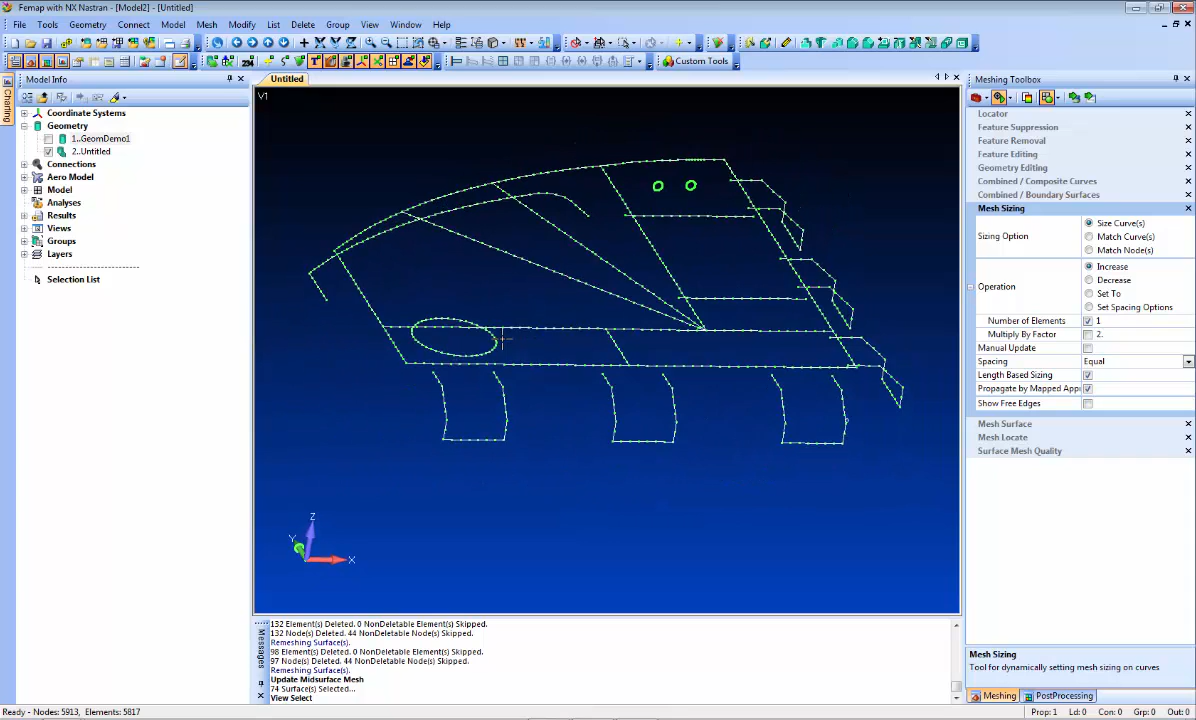 Femap with NX Nastran - [Model2] - [Untitled]
File Tools Geometry Connect Model Mesh Modify List Delete Group View Window Help
Custom Tools
Charting
Model Info
Coordinate Systems
Geometry
1..GeomDemo1
2..Untitled
Connections
Aero Model
Model
Analyses
Results
Views
Groups
Layers
Selection List
Untitled
V1
Z
Y
X
Messages
132 Element(s) Deleted. 0 NonDeletable Element(s) Skipped.
132 Node(s) Deleted. 44 NonDeletable Node(s) Skipped.
Remeshing Surface(s).
98 Element(s) Deleted. 0 NonDeletable Element(s) Skipped.
97 Node(s) Deleted. 44 NonDeletable Node(s) Skipped.
Remeshing Surface(s).
Update Midsurface Mesh
74 Surface(s) Selected...
View Select
Meshing Toolbox
Locator
Feature Suppression
Feature Removal
Feature Editing
Geometry Editing
Combined / Composite Curves
Combined / Boundary Surfaces
Mesh Sizing
Sizing Option
Size Curve(s)
Match Curve(s)
Match Node(s)
Operation
Increase
Decrease
Set To
Set Spacing Options
Number of Elements 1
Multiply By Factor 2.
Manual Update
Spacing Equal
Length Based Sizing
Propagate by Mapped App
Show Free Edges
Mesh Surface
Mesh Locate
Surface Mesh Quality
Mesh Sizing
Tool for dynamically setting mesh sizing on curves
Meshing PostProcessing
Ready - Nodes: 5913, Elements: 5817
Prop: 1 Ld: 0 Con: 0 Grp: 0 Out: 0